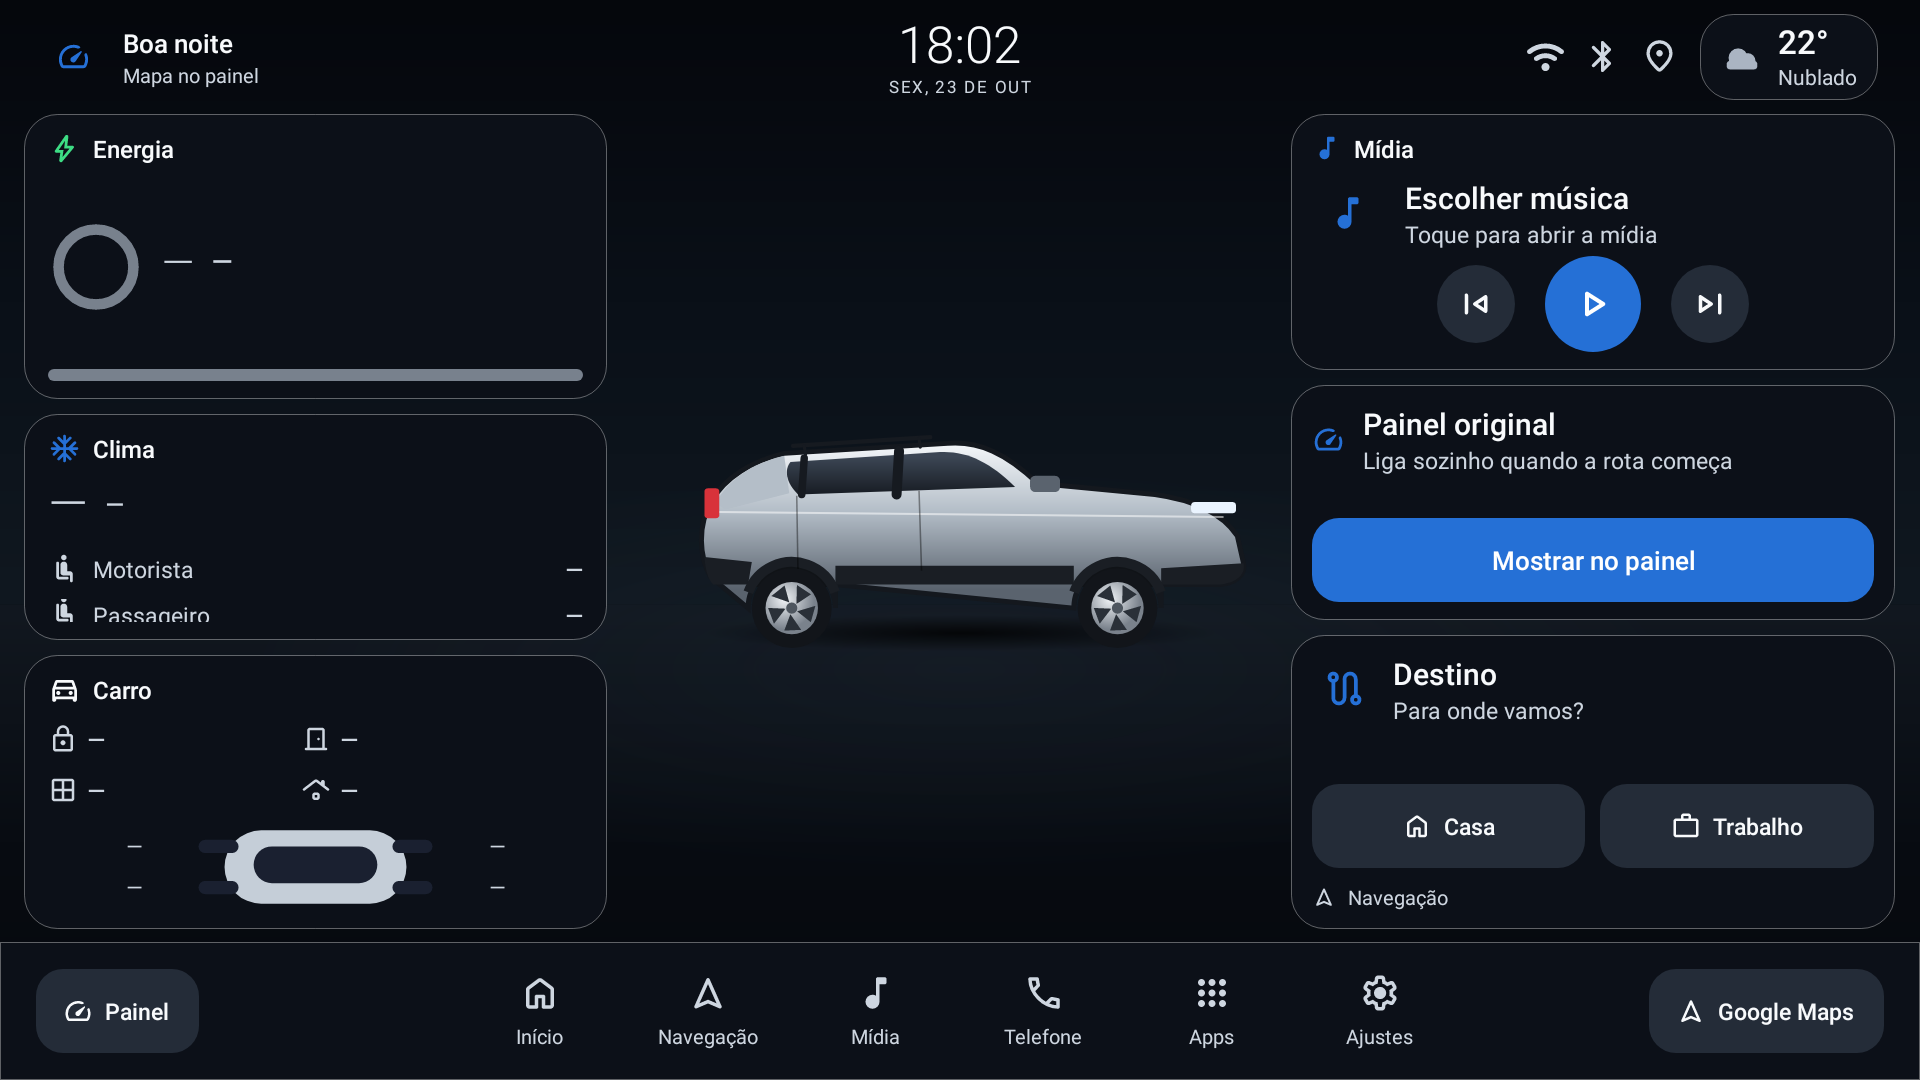 Boa noite
Mapa no painel
18:02
SEX, 23 DE OUT
22°
Nublado
Energia
— –
Clima
— –
Motorista –
Passageiro –
Carro
– –
– –
– –
– –
Mídia
Escolher música
Toque para abrir a mídia
Painel original
Liga sozinho quando a rota começa
Mostrar no painel
Destino
Para onde vamos?
Casa
Trabalho
Navegação
Painel
Início
Navegação
Mídia
Telefone
Apps
Ajustes
Google Maps